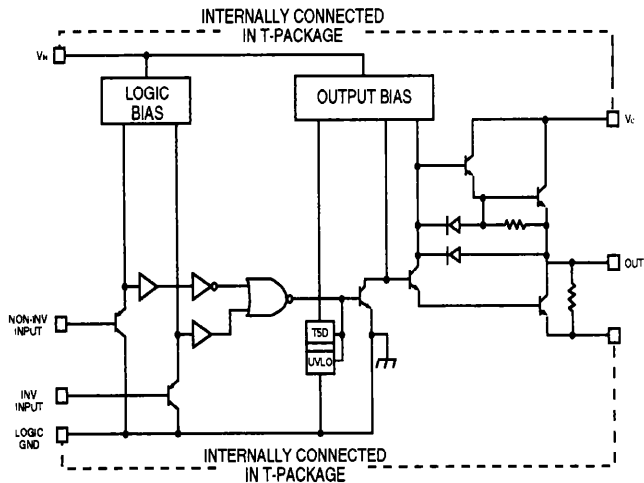 INTERNALLY CONNECTED
IN T-PACKAGE
VIN
LOGIC
BIAS
OUTPUT BIAS
VC
OUT
NON-INV
INPUT
TSD
UVLO
INV
INPUT
LOGIC
GND
INTERNALLY CONNECTED
IN T-PACKAGE